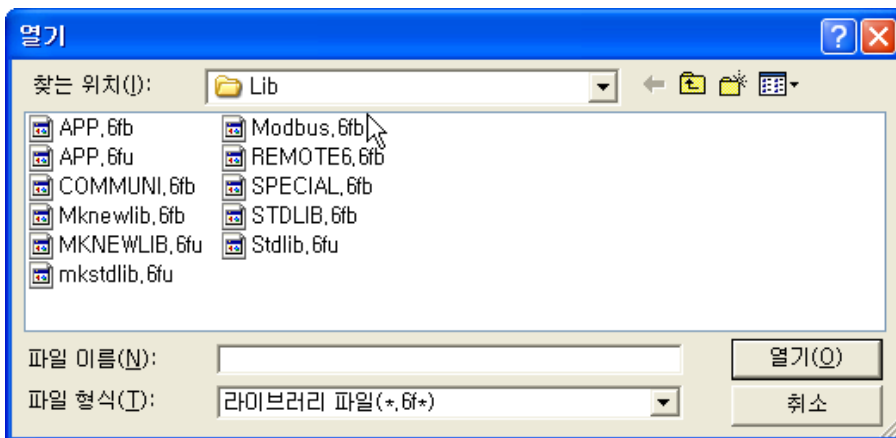 열기
찾는 위치(I): Lib
APP.6fb Modbus.6fb
APP.6fu REMOTE6.6fb
COMMUNI.6fb SPECIAL.6fb
Mknewlib.6fb STDLIB.6fb
MKNEWLIB.6fu Stdlib.6fu
mkstdlib.6fu
파일 이름(N): 열기(O)
파일 형식(T): 라이브러리 파일(*.6f*) 취소